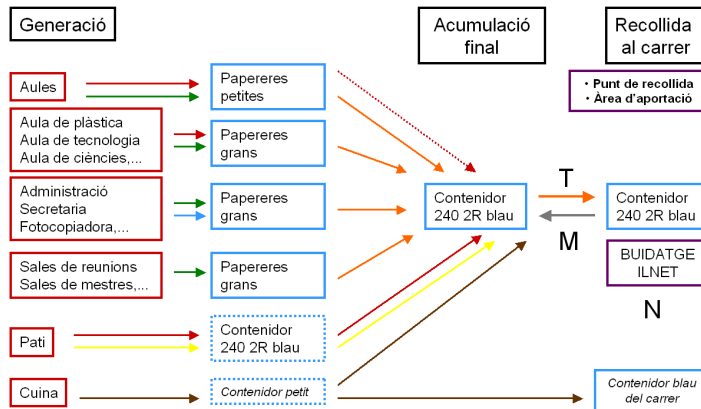 Generació
Acumulació
final
Recollida
al carrer
• Punt de recollida
• Àrea d'aportació
Aules
Papereres
petites
Aula de plàstica
Aula de tecnologia
Aula de ciències,...
Papereres
grans
Administració
Secretaria
Fotocopiadora,...
Papereres
grans
Contenidor
240 2R blau
T
M
Contenidor
240 2R blau
Sales de reunions
Sales de mestres,...
Papereres
grans
BUIDATGE
ILNET
N
Pati
Contenidor
240 2R blau
Cuina
Contenidor petit
Contenidor blau
del carrer